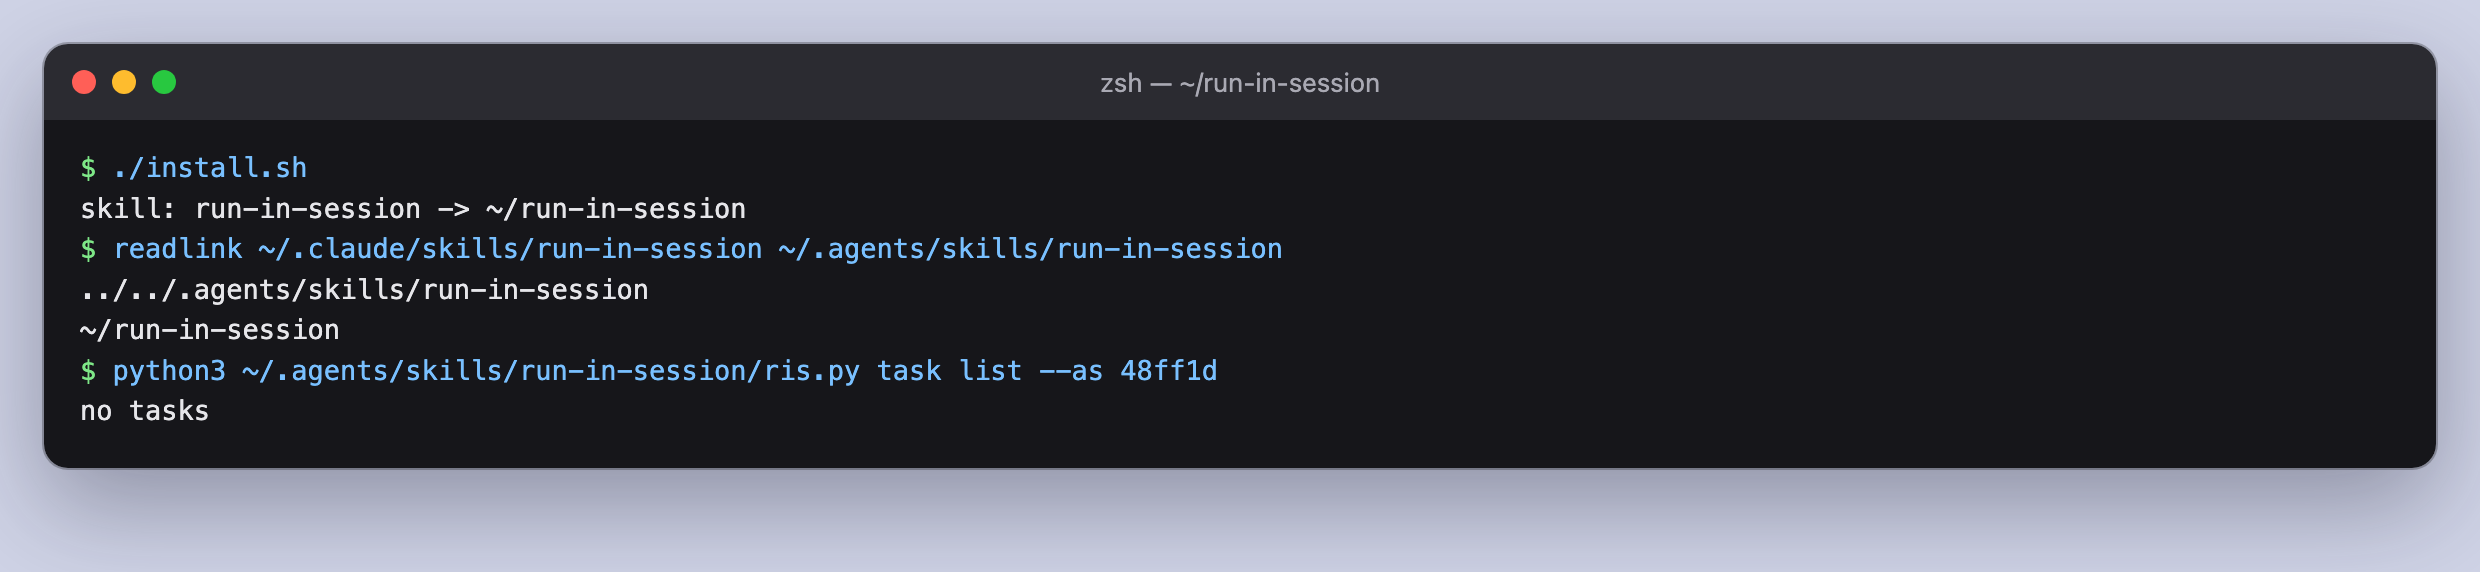 zsh — ~/run-in-session
$ ./install.sh
skill: run-in-session -> ~/run-in-session
$ readlink ~/.claude/skills/run-in-session ~/.agents/skills/run-in-session
../../.agents/skills/run-in-session
~/run-in-session
$ python3 ~/.agents/skills/run-in-session/ris.py task list --as 48ff1d
no tasks